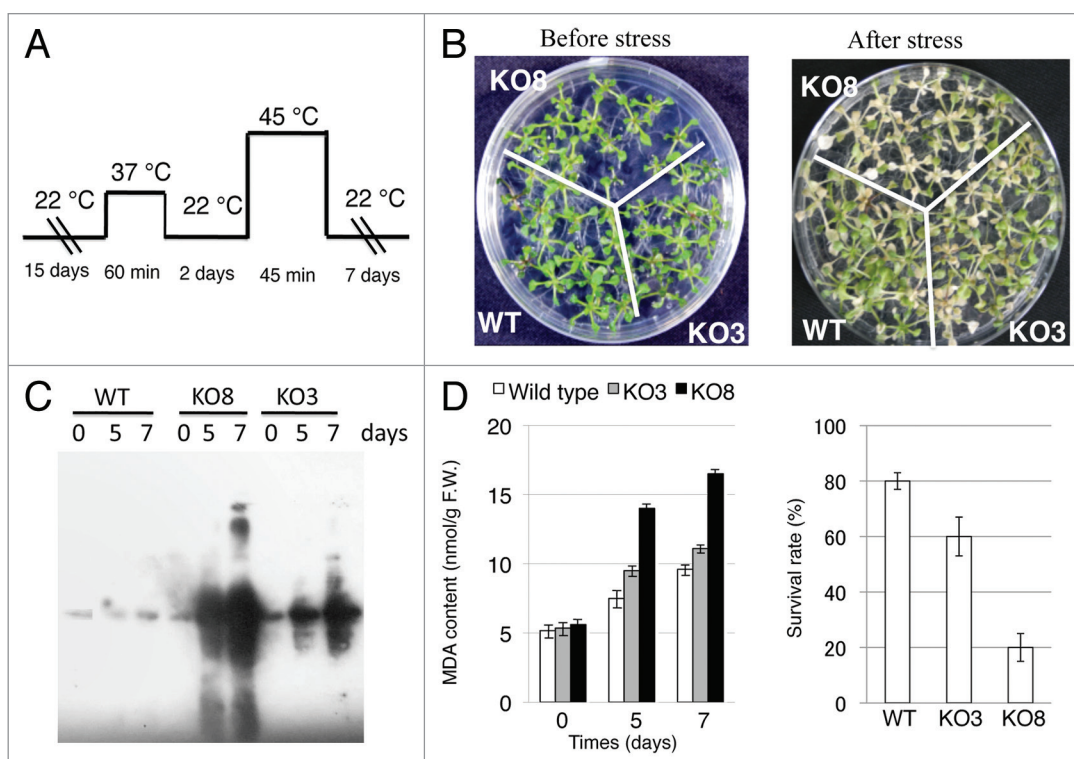 A
22 °C
37 °C
22 °C
45 °C
22 °C
15 days 60 min 2 days 45 min 7 days
B
Before stress After stress
KO8
WT
KO3
KO8
WT
KO3
C
WT KO8 KO3
0 5 7 0 5 7 0 5 7 days
D
Wild type KO3 KO8
MDA content (nmol/g F.W.)
20
15
10
5
0
0 5 7
Times (days)
Survival rate (%)
100
80
60
40
20
0
WT KO3 KO8